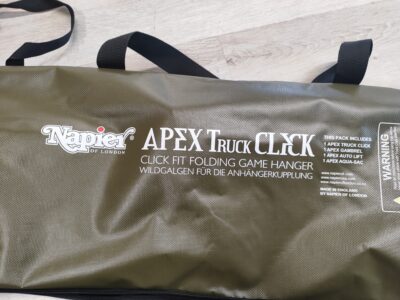 Napier
OF LONDON
APEX TRUCK CLICK
CLICK FIT FOLDING GAME HANGER
WILDGALGEN FÜR DIE ANHÄNGERKUPPLUNG
THIS PACK INCLUDES
1 APEX TRUCK CLICK
1 APEX GAMBREL
1 APEX AUTO LIFT
1 APEX AQUA-SAC
MADE IN ENGLAND
BY NAPIER OF LONDON
WARNING